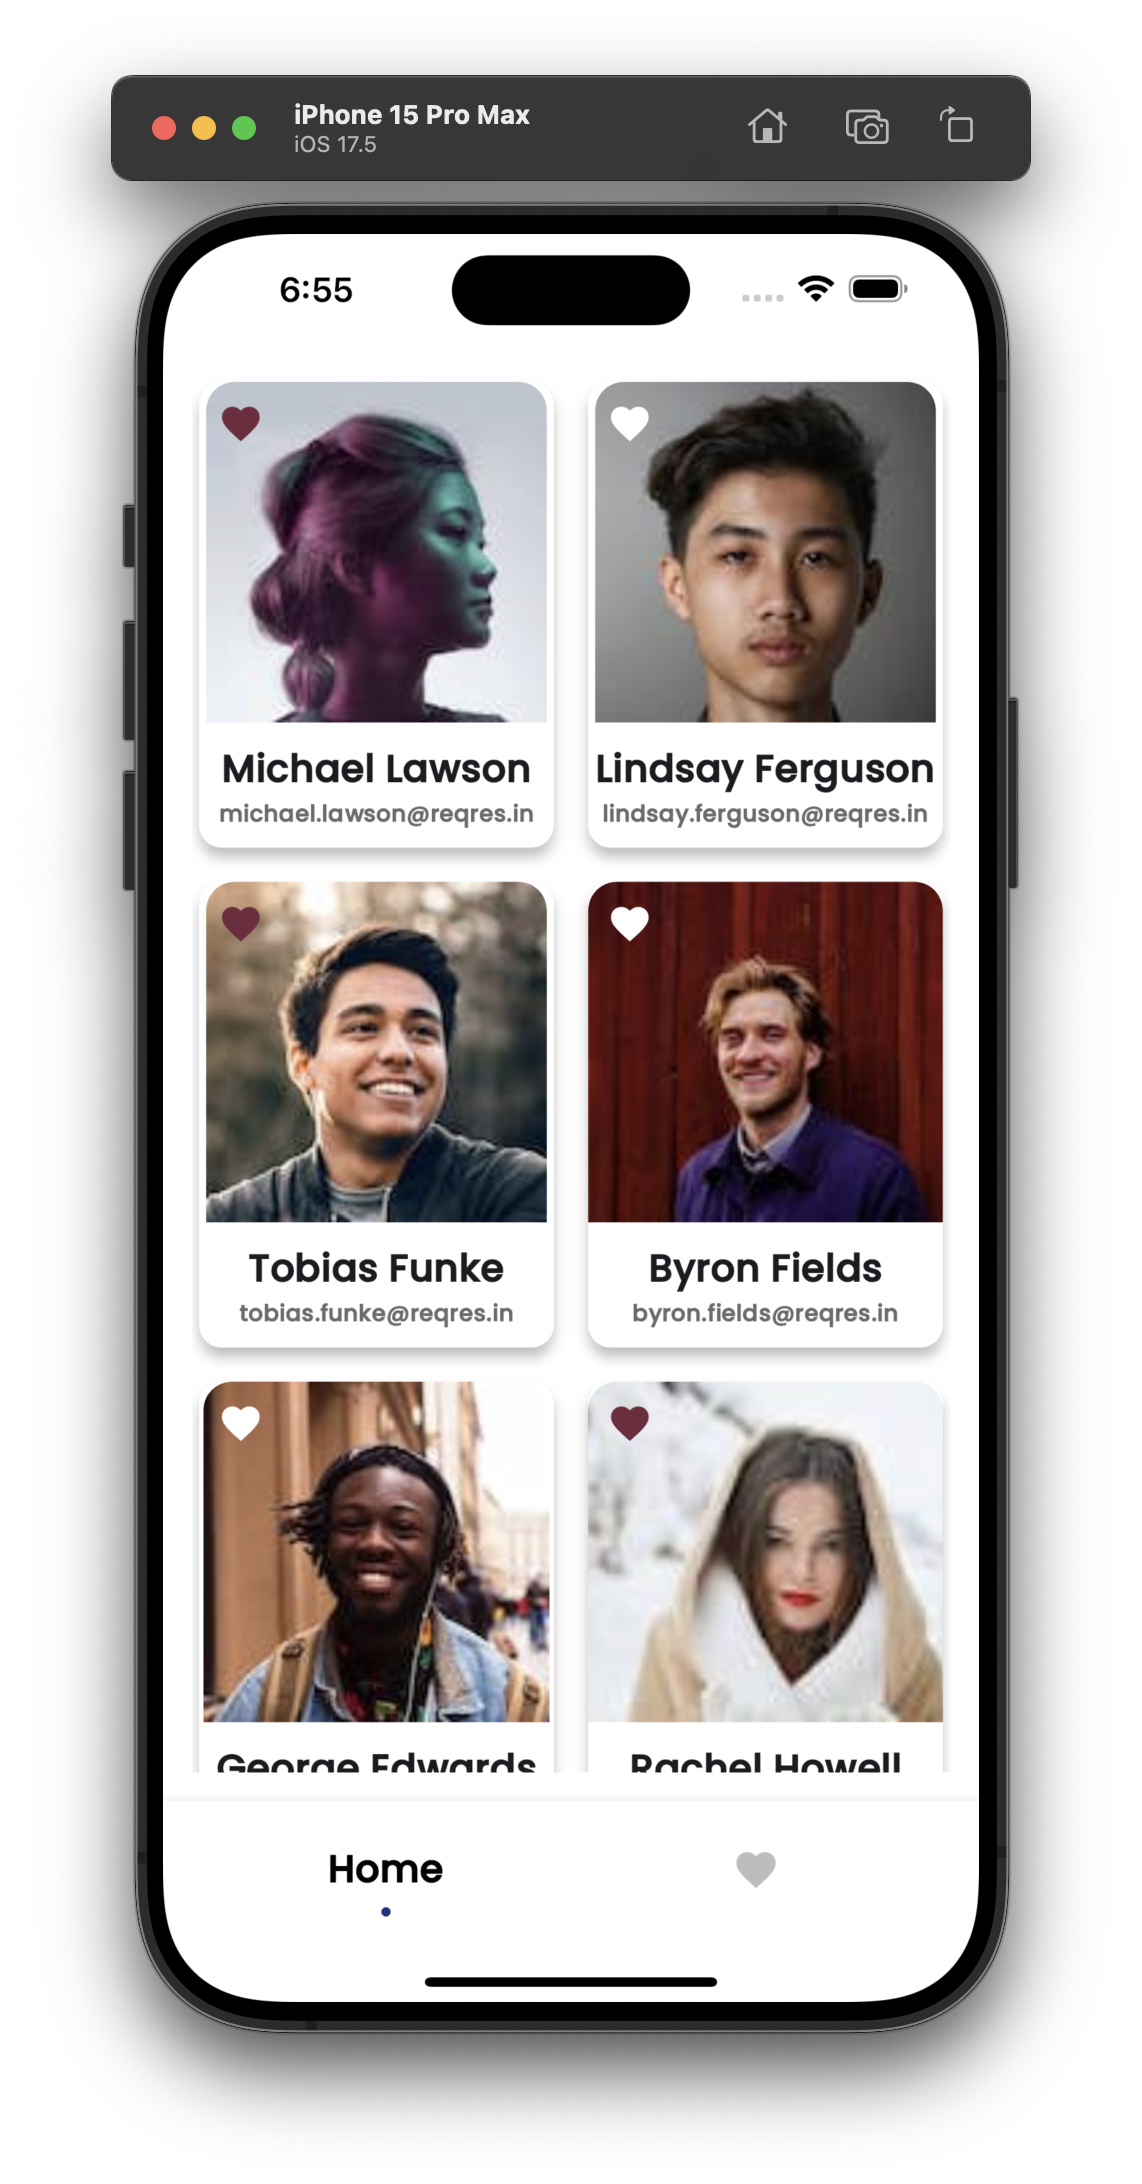 iPhone 15 Pro Max
iOS 17.5
6:55
Michael Lawson
michael.lawson@reqres.in
Lindsay Ferguson
lindsay.ferguson@reqres.in
Tobias Funke
tobias.funke@reqres.in
Byron Fields
byron.fields@reqres.in
George Edwards
Rachel Howell
Home